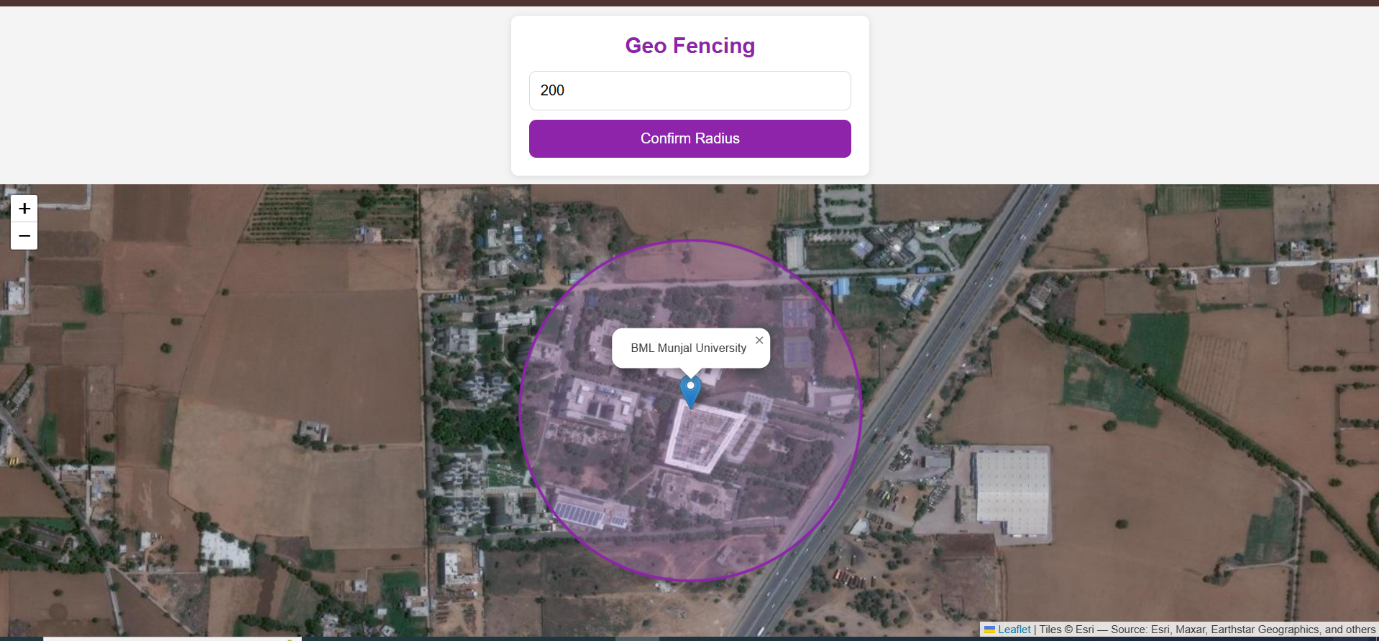 Geo Fencing
200
Confirm Radius
+
−
BML Munjal University
×
Leaflet | Tiles © Esri — Source: Esri, Maxar, Earthstar Geographics, and others